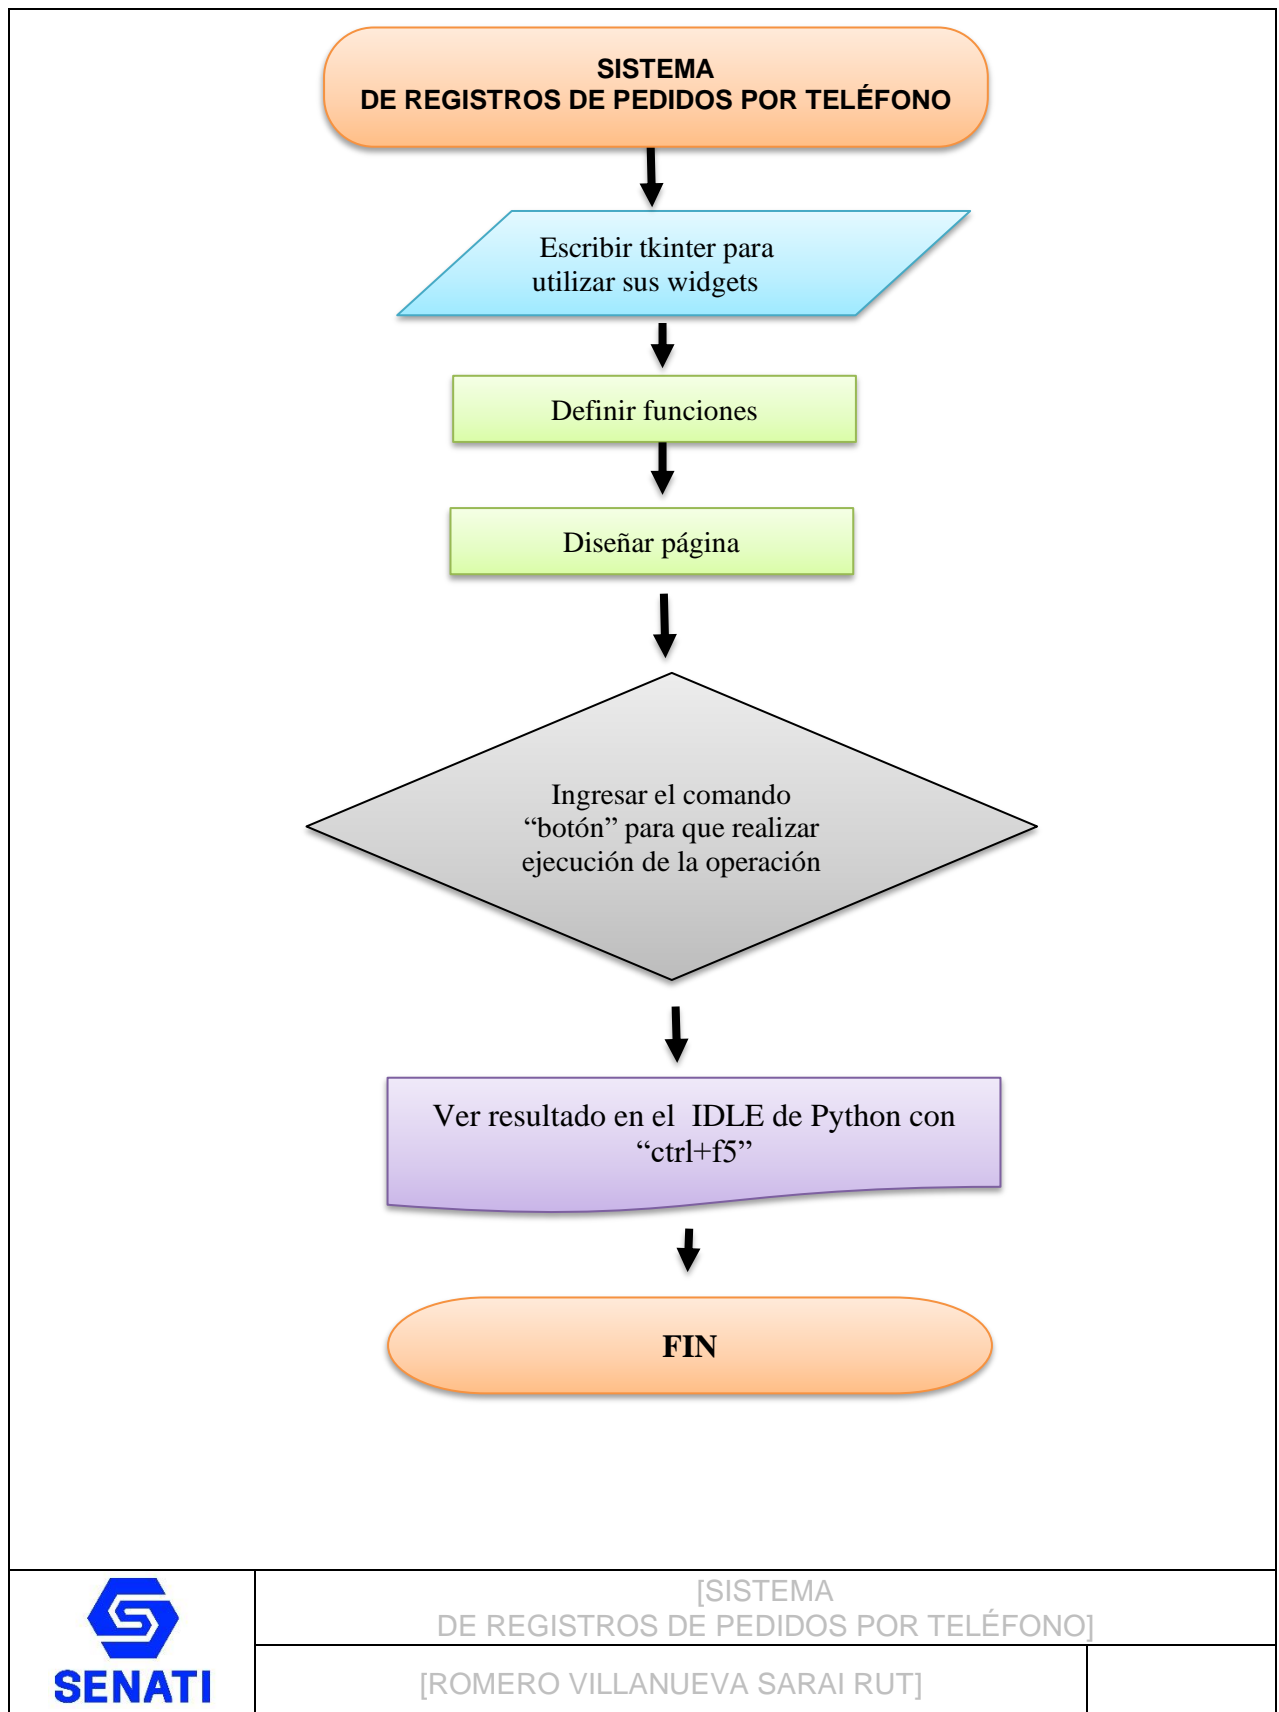 SISTEMA
DE REGISTROS DE PEDIDOS POR TELÉFONO
Escribir tkinter para
utilizar sus widgets
Definir funciones
Diseñar página
Ingresar el comando
“botón” para que realizar
ejecución de la operación
Ver resultado en el IDLE de Python con
“ctrl+f5”
FIN
SENATI
[SISTEMA
DE REGISTROS DE PEDIDOS POR TELÉFONO]
[ROMERO VILLANUEVA SARAI RUT]